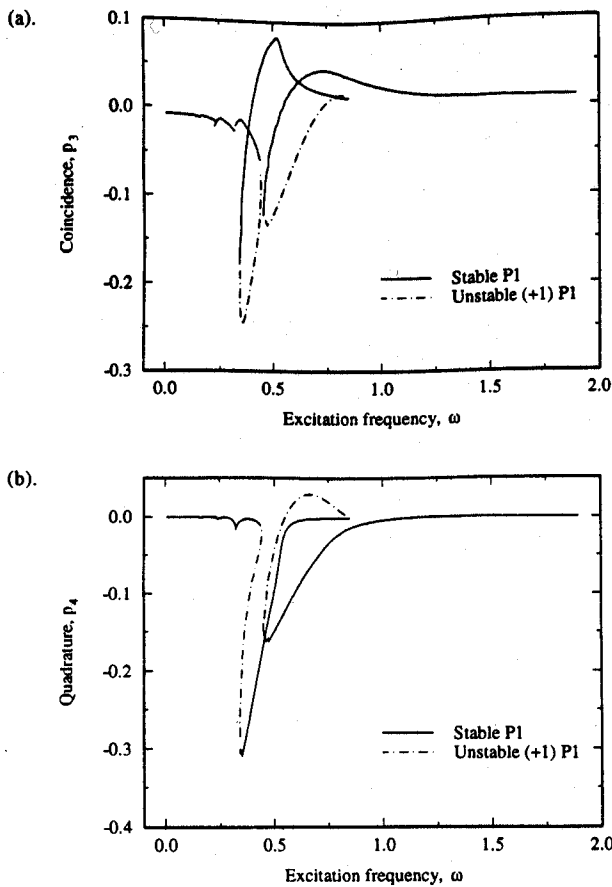 (a).
0.1
0.0
-0.1
-0.2
-0.3
Coincidence, p₃
Stable P1
Unstable (+1) P1
0.0 0.5 1.0 1.5 2.0
Excitation frequency, ω
(b).
0.0
-0.1
-0.2
-0.3
-0.4
Quadrature, p₄
Stable P1
Unstable (+1) P1
0.0 0.5 1.0 1.5 2.0
Excitation frequency, ω